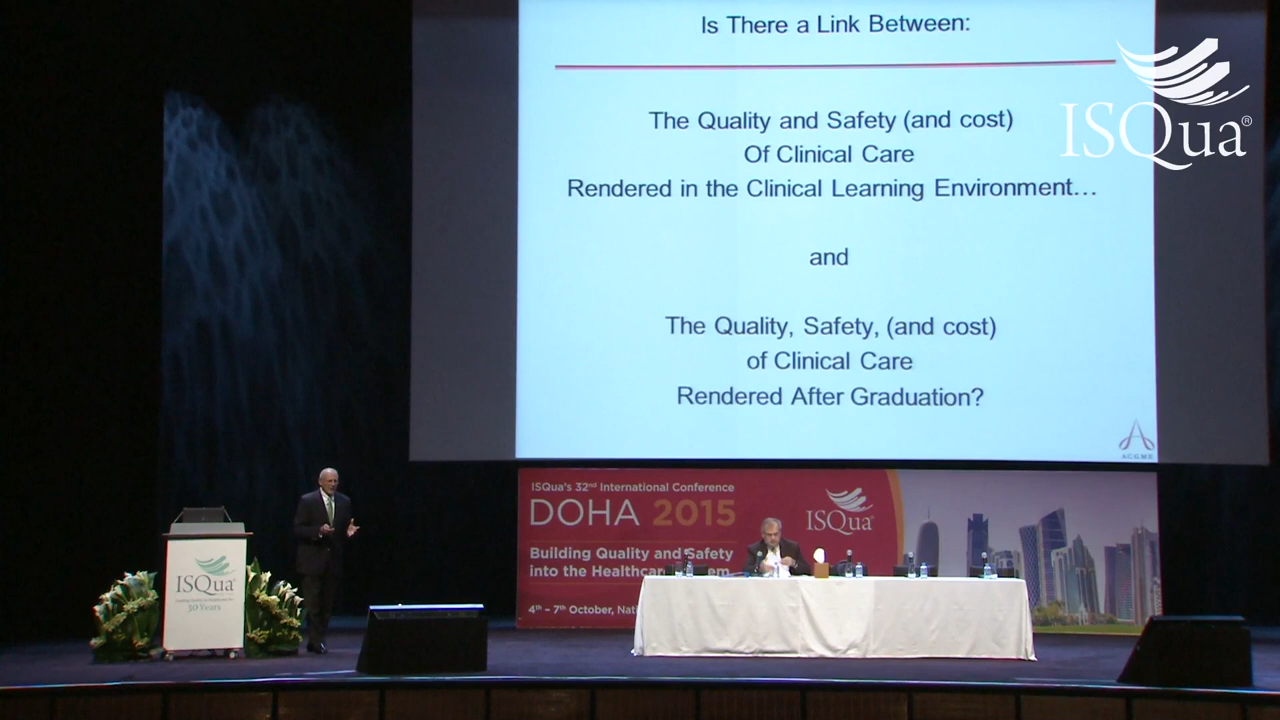 Is There a Link Between:
The Quality and Safety (and cost)
Of Clinical Care
Rendered in the Clinical Learning Environment…
and
The Quality, Safety, (and cost)
of Clinical Care
Rendered After Graduation?
ACGME
ISQua®
ISQua's 32nd International Conference
DOHA 2015
Building Quality and Safety
into the Healthcare
4th – 7th October,
ISQua
ISQua
30 Years